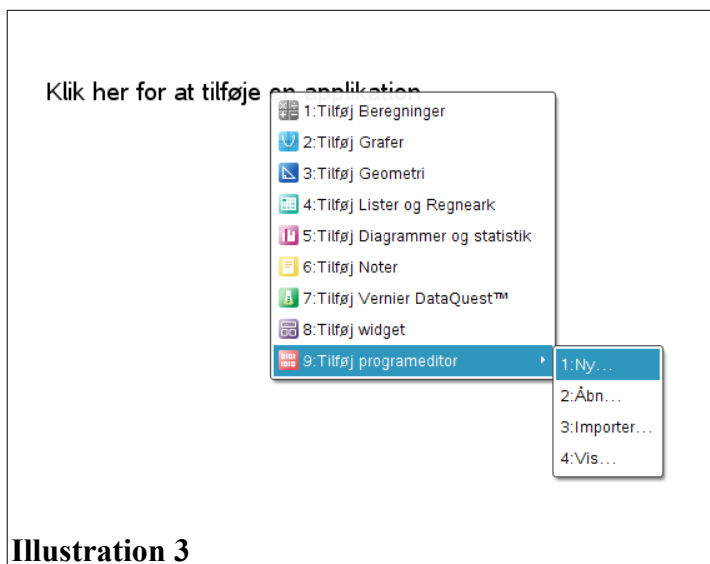 Klik her for at tilføje en applikation
1:Tilføj Beregninger
2:Tilføj Grafer
3:Tilføj Geometri
4:Tilføj Lister og Regneark
5:Tilføj Diagrammer og statistik
6:Tilføj Noter
7:Tilføj Vernier DataQuest™
8:Tilføj widget
9:Tilføj programeditor
1:Ny...
2:Åbn...
3:Importer...
4:Vis...
Illustration 3